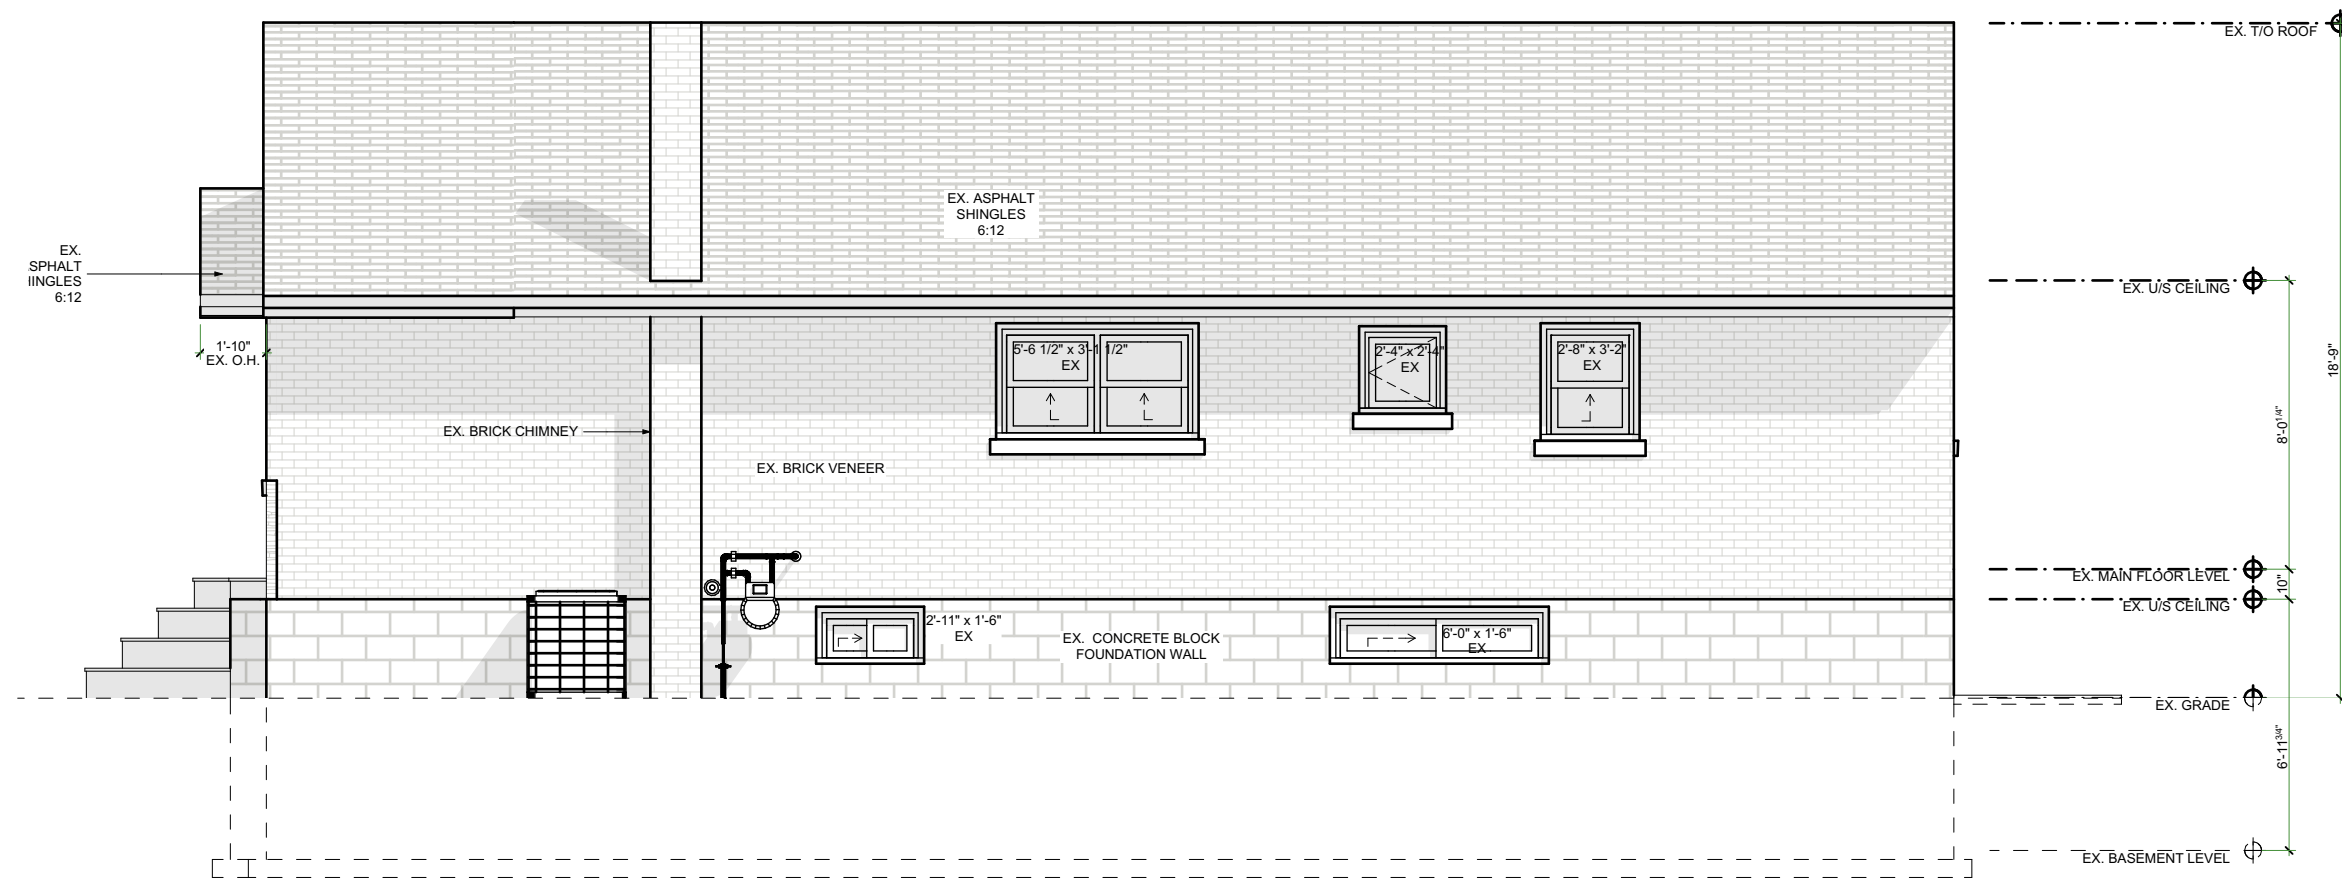 EX. T/O ROOF
EX. ASPHALT
SHINGLES
6:12
EX.
SPHALT
IINGLES
6:12
EX. U/S CEILING
1'-10"
EX. O.H.
5'-6 1/2" x 3'-1 1/2"
EX
2'-4" x 2'-4"
EX
2'-8" x 3'-2"
EX
18'-9"
8'-0 1/4"
EX. BRICK CHIMNEY
EX. BRICK VENEER
EX. MAIN FLOOR LEVEL
10"
EX. U/S CEILING
2'-11" x 1'-6"
EX
EX. CONCRETE BLOCK
FOUNDATION WALL
6'-0" x 1'-6"
EX
EX. GRADE
6'-11 3/4"
EX. BASEMENT LEVEL